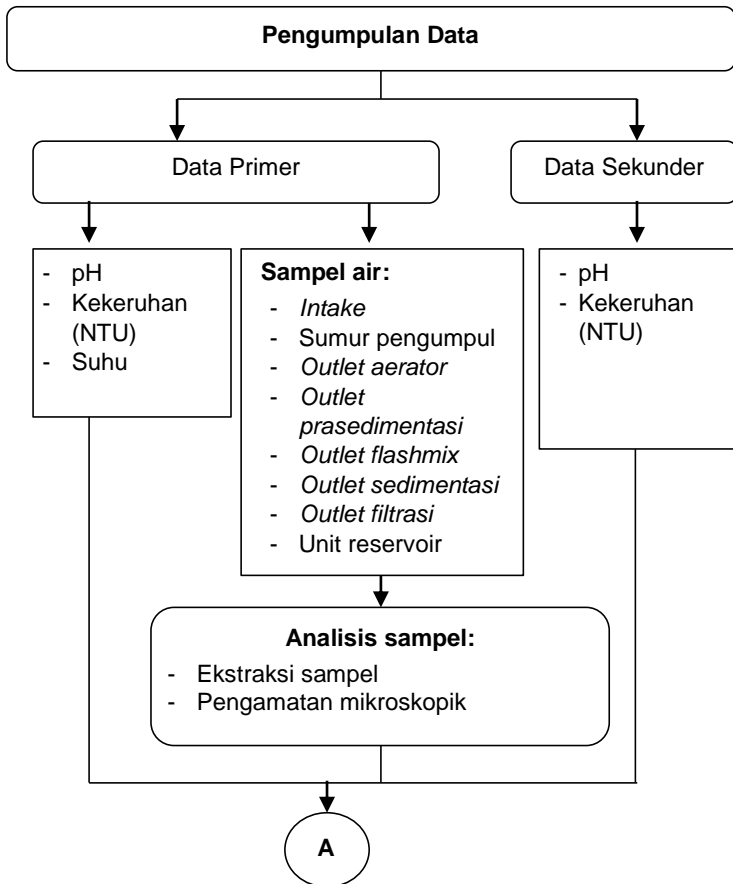 Pengumpulan Data
Data Primer
Data Sekunder
- pH
- Kekeruhan
(NTU)
- Suhu
Sampel air:
- Intake
- Sumur pengumpul
- Outlet aerator
- Outlet
prasedimentasi
- Outlet flashmix
- Outlet sedimentasi
- Outlet filtrasi
- Unit reservoir
- pH
- Kekeruhan
(NTU)
Analisis sampel:
- Ekstraksi sampel
- Pengamatan mikroskopik
A